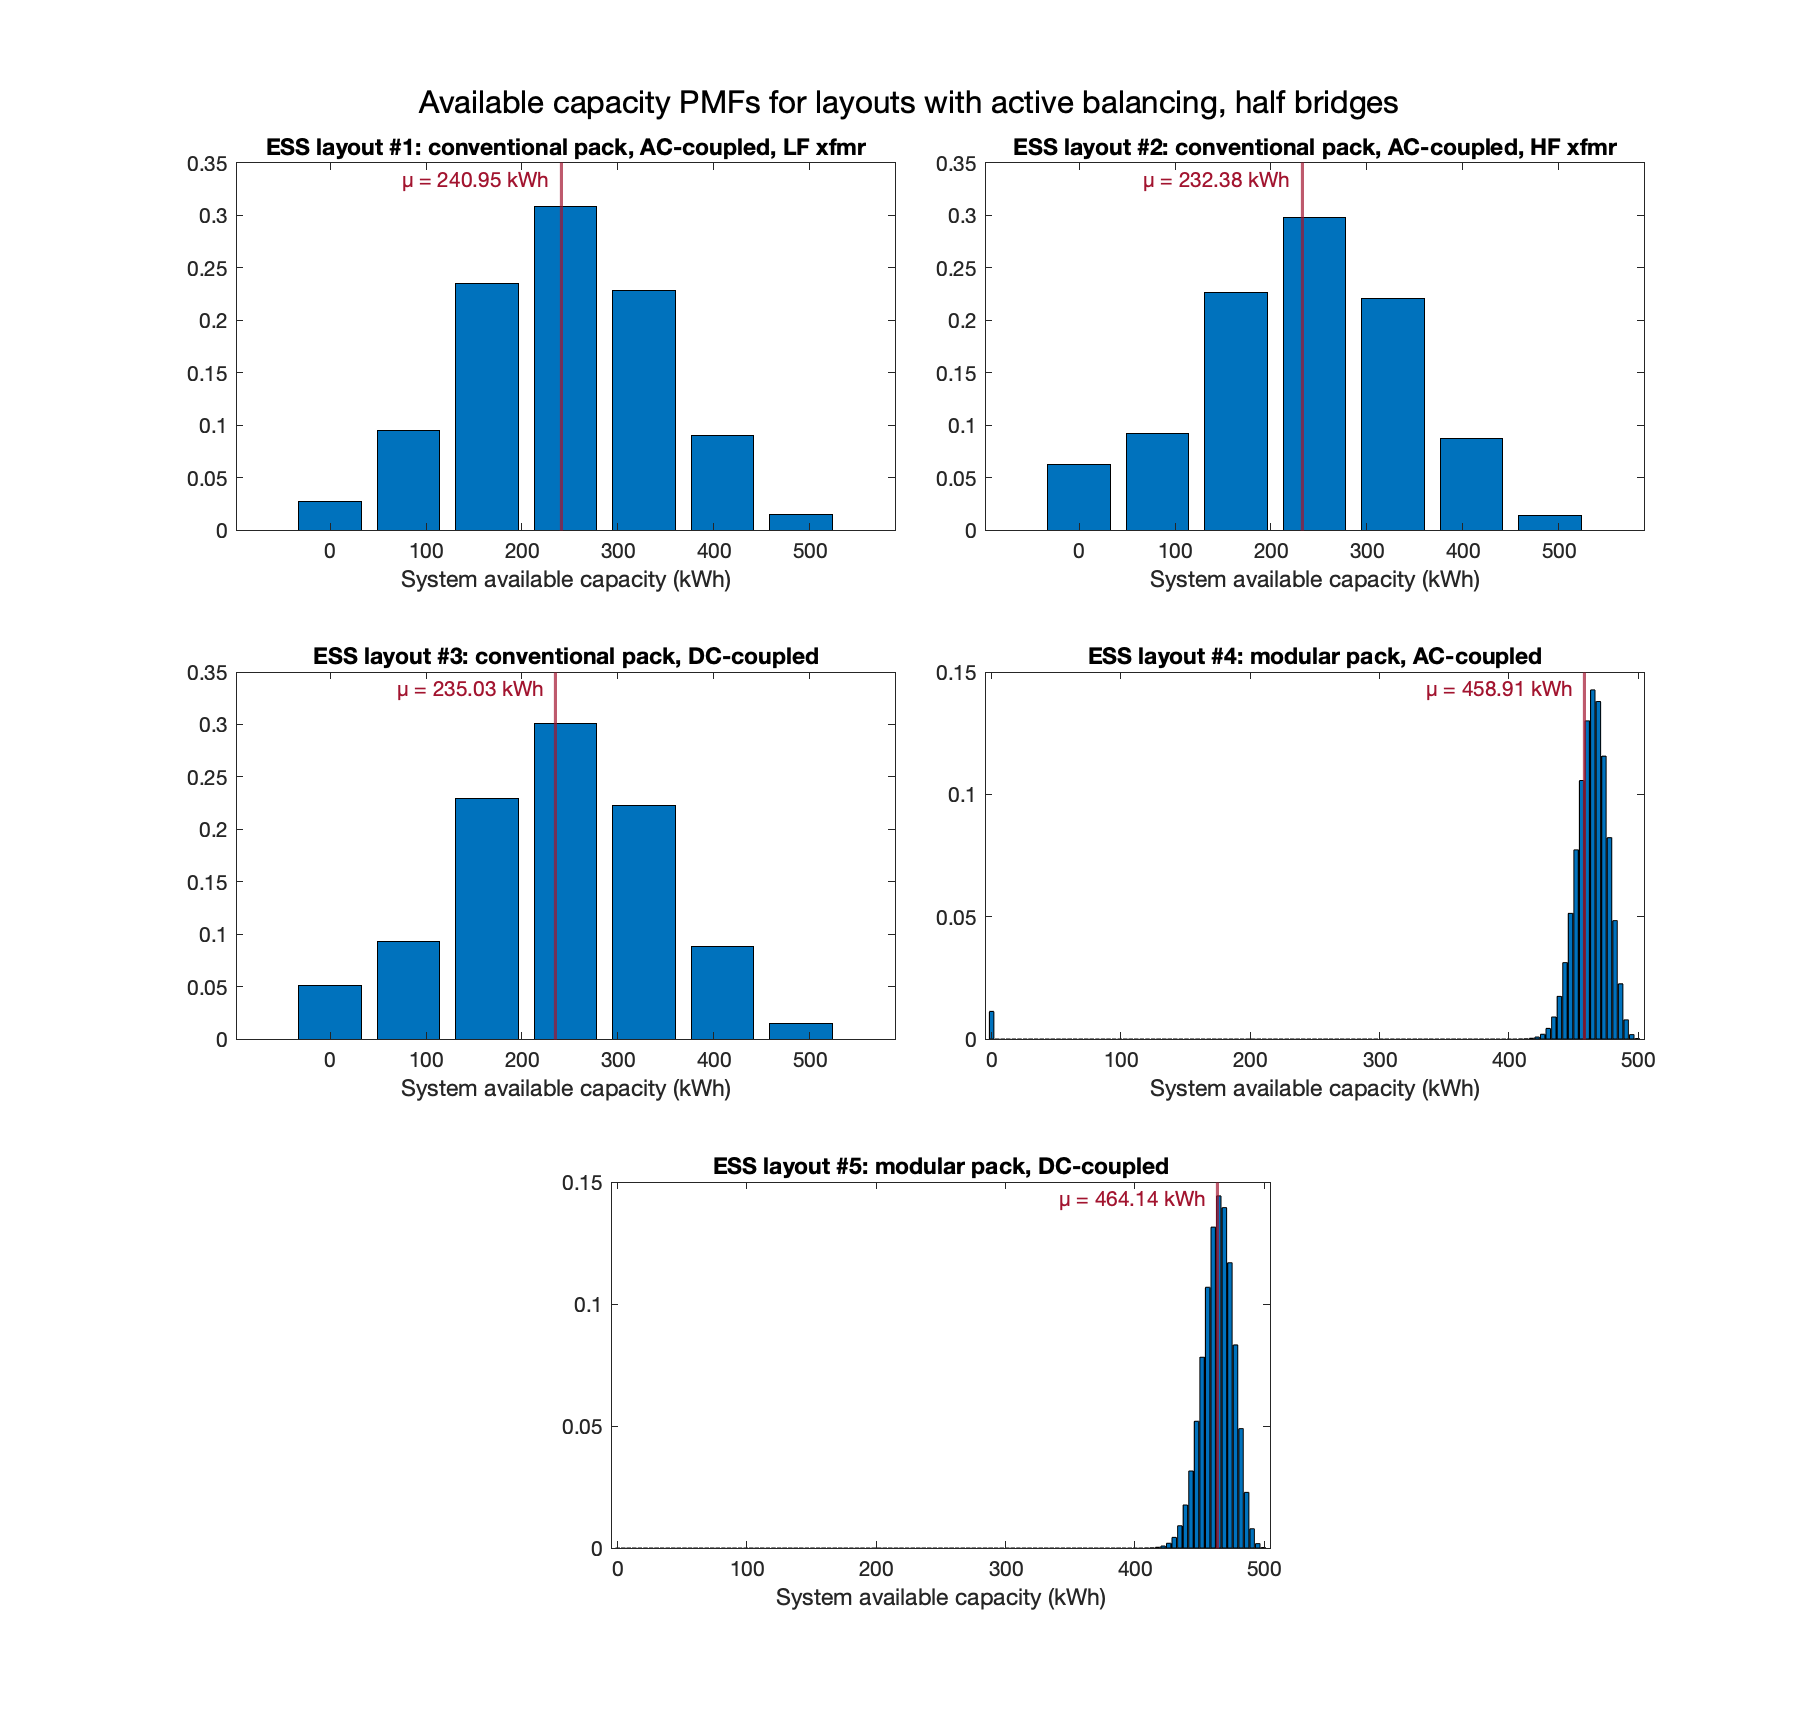 Available capacity PMFs for layouts with active balancing, half bridges
ESS layout #1: conventional pack, AC-coupled, LF xfmr
0.35
0.3
0.25
0.2
0.15
0.1
0.05
0
μ = 240.95 kWh
0 100 200 300 400 500
System available capacity (kWh)
ESS layout #2: conventional pack, AC-coupled, HF xfmr
0.35
0.3
0.25
0.2
0.15
0.1
0.05
0
μ = 232.38 kWh
0 100 200 300 400 500
System available capacity (kWh)
ESS layout #3: conventional pack, DC-coupled
0.35
0.3
0.25
0.2
0.15
0.1
0.05
0
μ = 235.03 kWh
0 100 200 300 400 500
System available capacity (kWh)
ESS layout #4: modular pack, AC-coupled
0.15
0.1
0.05
0
μ = 458.91 kWh
0 100 200 300 400 500
System available capacity (kWh)
ESS layout #5: modular pack, DC-coupled
0.15
0.1
0.05
0
μ = 464.14 kWh
0 100 200 300 400 500
System available capacity (kWh)